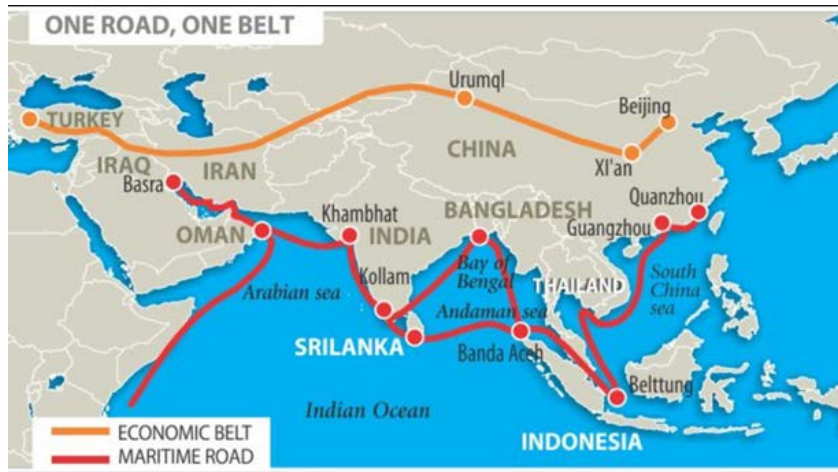 ONE ROAD, ONE BELT
Urumql
Beijing
TURKEY
CHINA
XI'an
IRAQ
IRAN
Basra
Quanzhou
Khambhat
BANGLADESH
Guangzhou
OMAN
INDIA
Bay of
Bengal
Kollam
THAILAND
South
China
sea
Arabian sea
Andaman sea
SRILANKA
Banda Aceh
Belttung
Indian Ocean
ECONOMIC BELT
INDONESIA
MARITIME ROAD